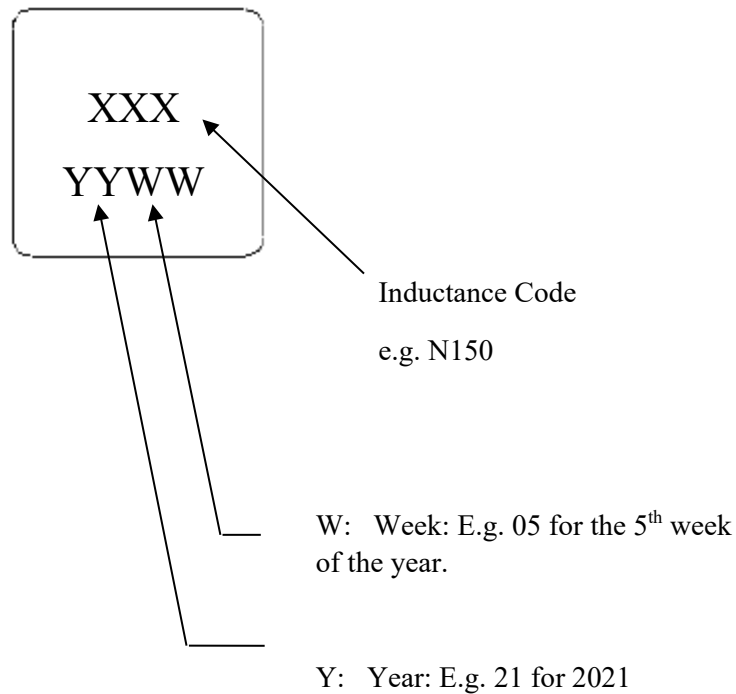 XXX
YYWW
Inductance Code
e.g. N150
W: Week: E.g. 05 for the 5th week
of the year.
Y: Year: E.g. 21 for 2021